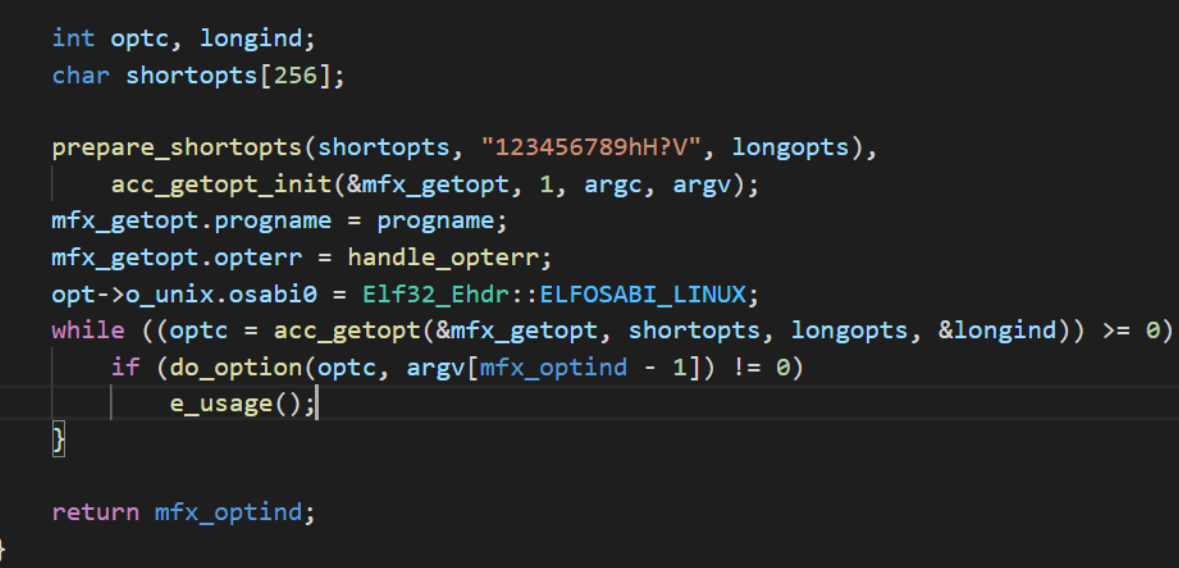 int optc, longind;
char shortopts[256];
prepare_shortopts(shortopts, "123456789hH?V", longopts),
acc_getopt_init(&mfx_getopt, 1, argc, argv);
mfx_getopt.progname = progname;
mfx_getopt.opterr = handle_opterr;
opt->o_unix.osabi0 = Elf32_Ehdr::ELFOSABI_LINUX;
while ((optc = acc_getopt(&mfx_getopt, shortopts, longopts, &longind)) >= 0)
if (do_option(optc, argv[mfx_optind - 1]) != 0)
e_usage();
}
return mfx_optind;
}